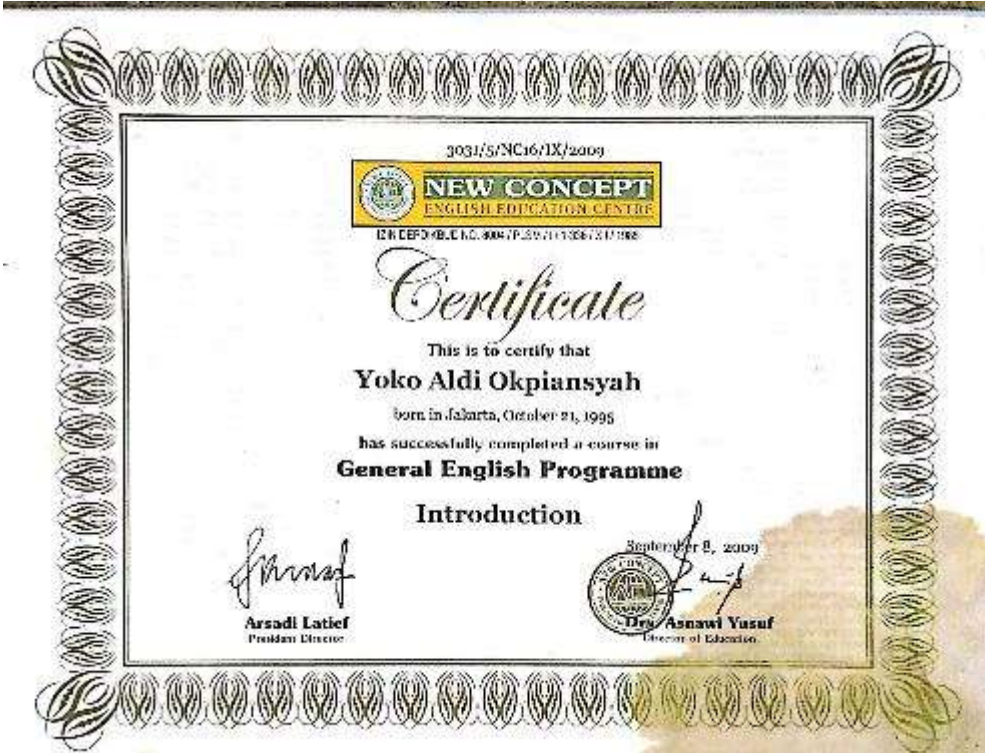 3031/5/NC16/IX/2009
NEW CONCEPT
ENGLISH EDUCATION CENTRE
Certificate
This is to certify that
Yoko Aldi Okpiansyah
born in Jakarta, October 21, 1995
has successfully completed a course in
General English Programme
Introduction
September 8, 2009
Arsadi Latief
President Director
Drs. Asnawi Yusuf
Director of Education
NEW CONCEPT